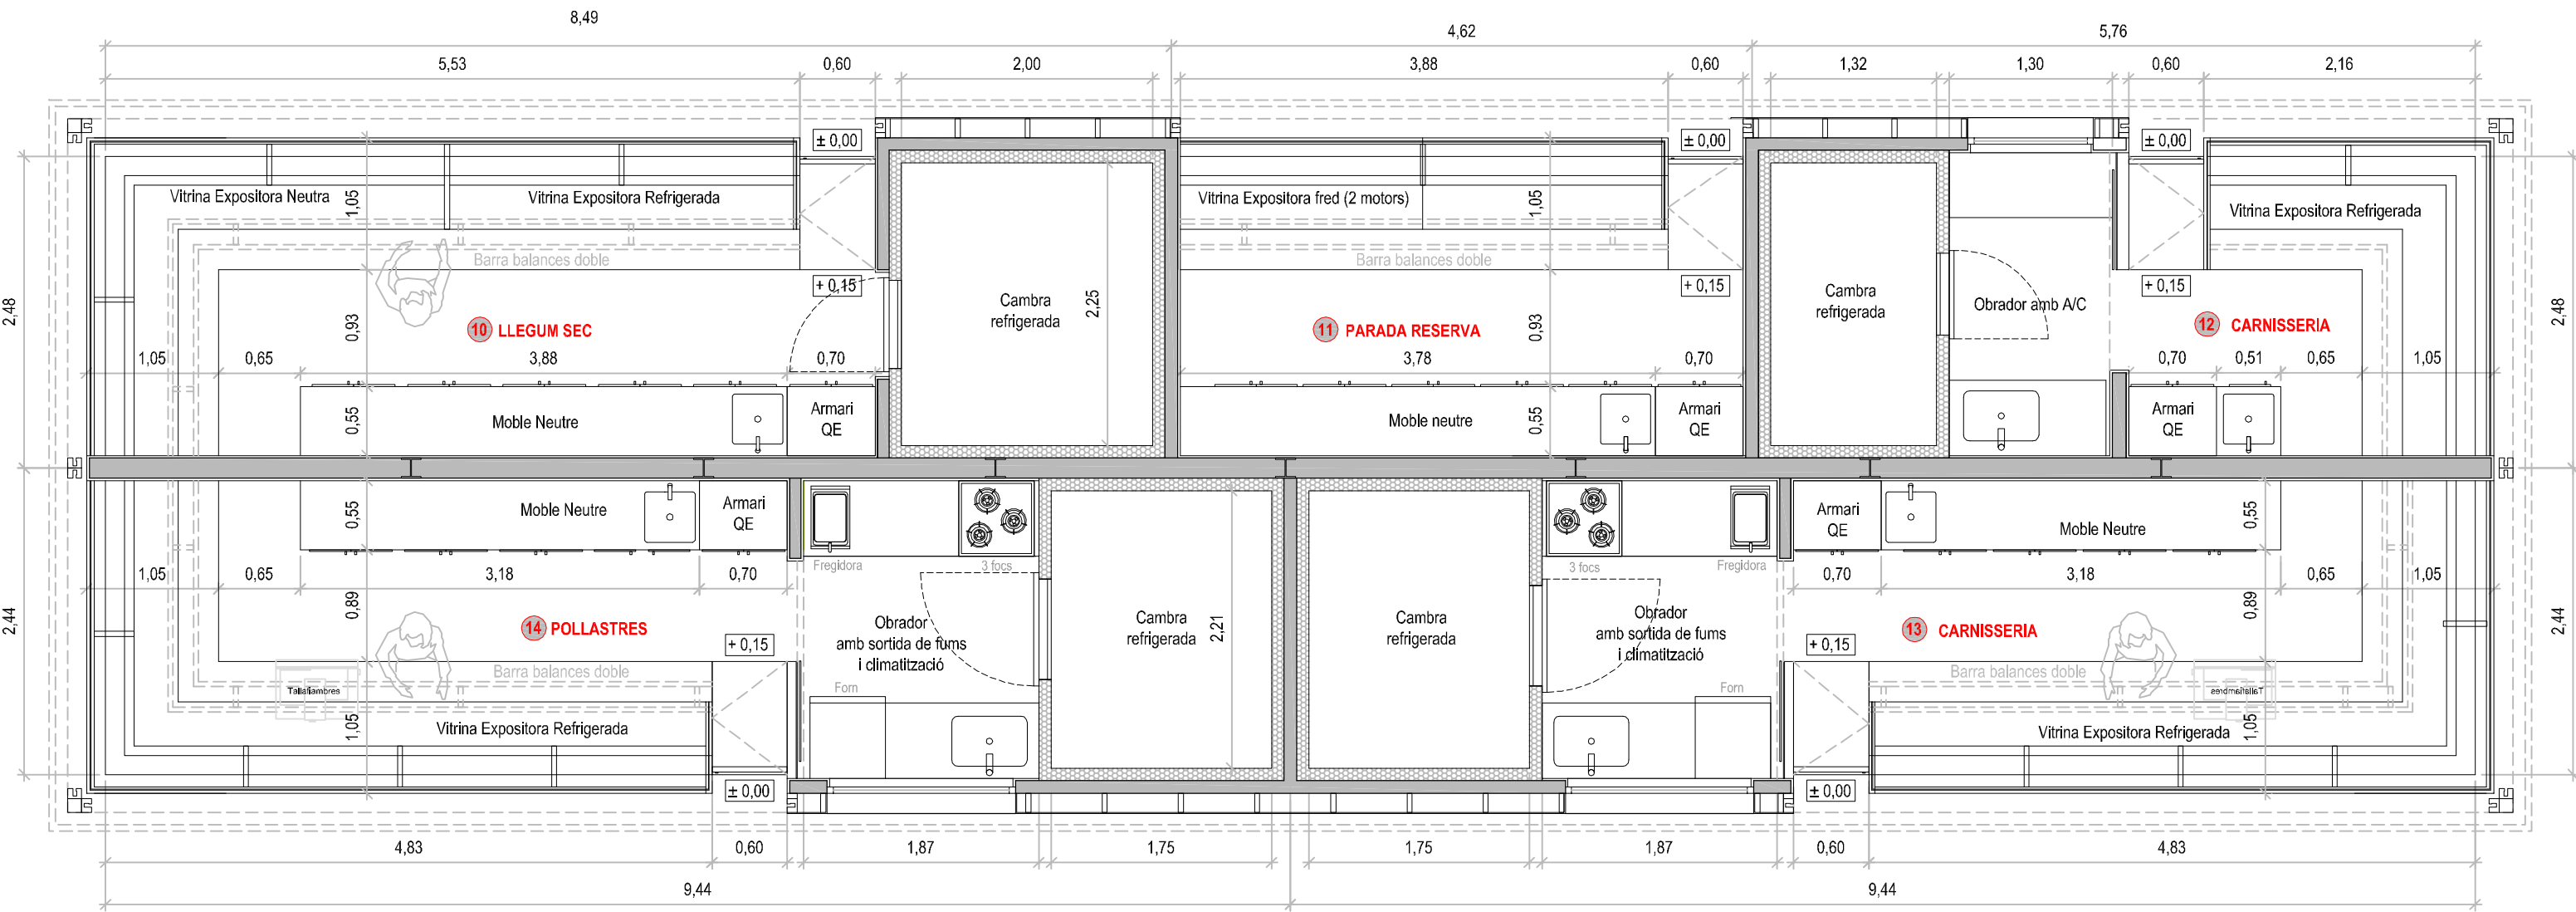 8,49
4,62
5,76
5,53
0,60
2,00
3,88
0,60
1,32
1,30
0,60
2,16
± 0,00
± 0,00
± 0,00
Vitrina Expositora Neutra
1,05
Vitrina Expositora Refrigerada
Vitrina Expositora fred (2 motors)
1,05
Vitrina Expositora Refrigerada
Barra balances doble
Barra balances doble
+ 0,15
+ 0,15
+ 0,15
2,48
Cambra
refrigerada
2,25
Cambra
refrigerada
Obrador amb A/C
2,48
10 LLEGUM SEC
0,93
11 PARADA RESERVA
0,93
12 CARNISSERIA
1,05
0,65
3,88
0,70
3,78
0,70
0,70
0,51
0,65
1,05
0,55
Moble Neutre
Armari
QE
Moble neutre
0,55
Armari
QE
Armari
QE
0,55
Moble Neutre
Armari
QE
Armari
QE
Moble Neutre
0,55
Fregidora
3 focs
3 focs
Fregidora
1,05
0,65
3,18
0,70
0,70
3,18
0,65
1,05
2,44
0,89
14 POLLASTRES
Obrador
amb sortida de fums
i climatització
Cambra
refrigerada
2,21
Cambra
refrigerada
Obrador
amb sortida de fums
i climatització
13 CARNISSERIA
0,89
2,44
+ 0,15
+ 0,15
Barra balances doble
Barra balances doble
Tallafiambres
Forn
Forn
Tallafiambres
1,05
Vitrina Expositora Refrigerada
Vitrina Expositora Refrigerada
1,05
± 0,00
± 0,00
4,83
0,60
1,87
1,75
1,75
1,87
0,60
4,83
9,44
9,44